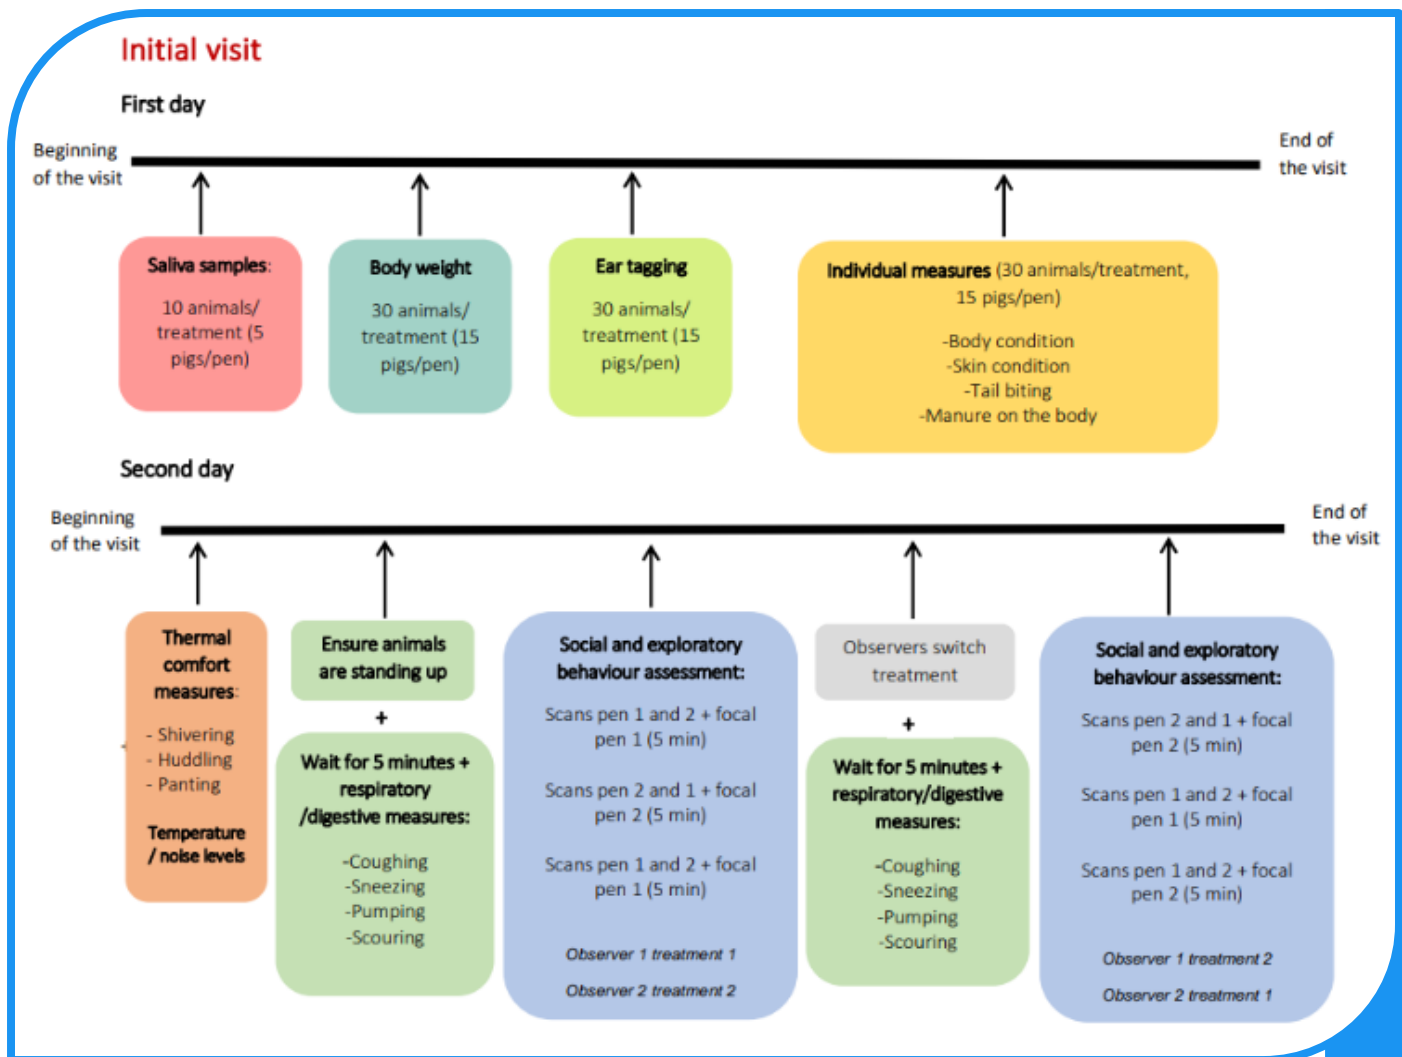 Initial visit
First day
Beginning
of the visit
End of
the visit
Saliva samples:
10 animals/
treatment (5
pigs/pen)
Body weight
30 animals/
treatment (15
pigs/pen)
Ear tagging
30 animals/
treatment (15
pigs/pen)
Individual measures (30 animals/treatment,
15 pigs/pen)
-Body condition
-Skin condition
-Tail biting
-Manure on the body
Second day
Beginning
of the visit
End of
the visit
Thermal
comfort
measures:
- Shivering
- Huddling
- Panting
Temperature
/ noise levels
Ensure animals
are standing up
+
Wait for 5 minutes +
respiratory
/digestive measures:
-Coughing
-Sneezing
-Pumping
-Scouring
Social and exploratory
behaviour assessment:
Scans pen 1 and 2 + focal
pen 1 (5 min)
Scans pen 2 and 1 + focal
pen 2 (5 min)
Scans pen 1 and 2 + focal
pen 1 (5 min)
Observer 1 treatment 1
Observer 2 treatment 2
Observers switch
treatment
+
Wait for 5 minutes +
respiratory/digestive
measures:
-Coughing
-Sneezing
-Pumping
-Scouring
Social and exploratory
behaviour assessment:
Scans pen 2 and 1 + focal
pen 2 (5 min)
Scans pen 1 and 2 + focal
pen 1 (5 min)
Scans pen 1 and 2 + focal
pen 2 (5 min)
Observer 1 treatment 2
Observer 2 treatment 1